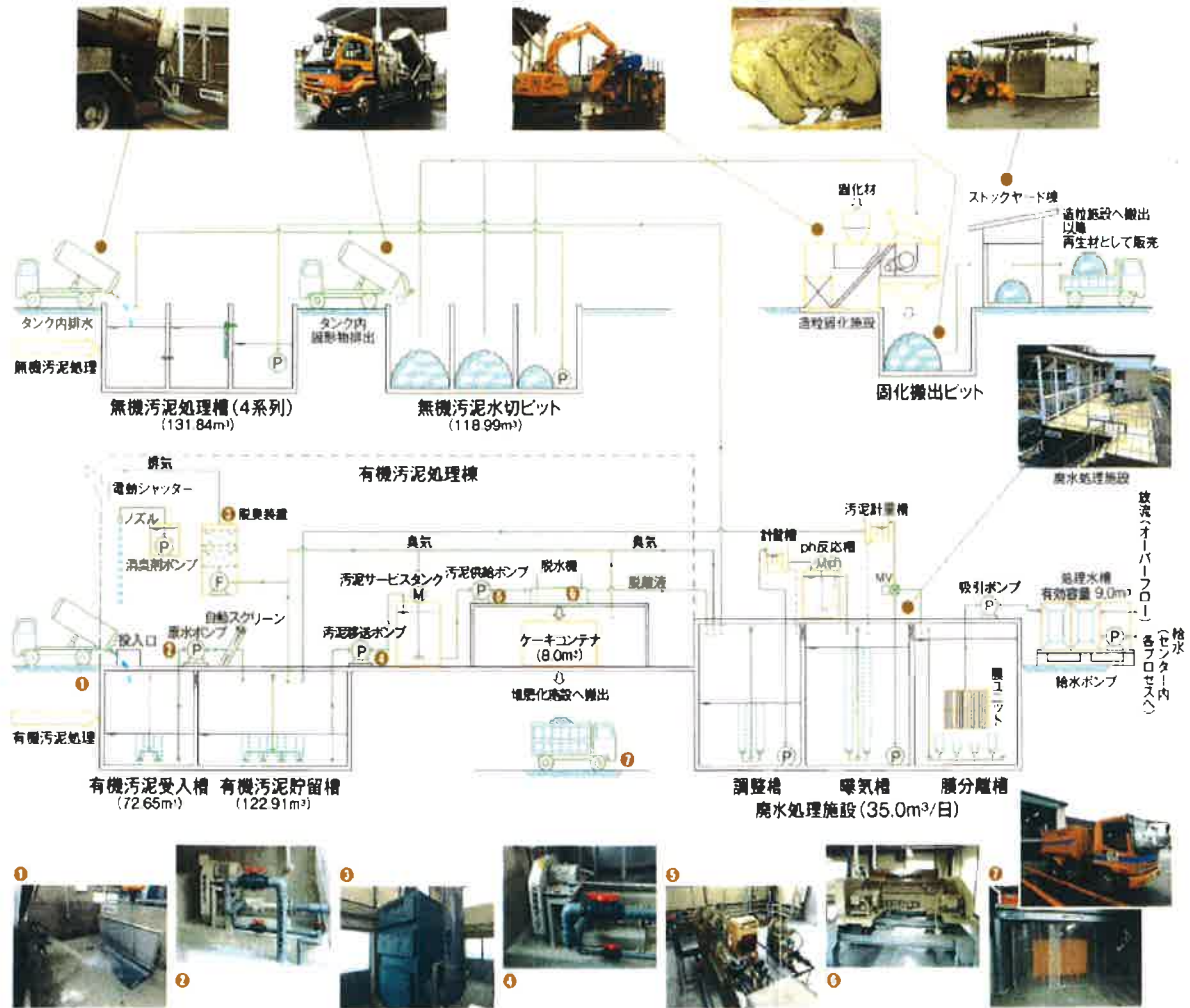 固化材
ストックヤード棟
造粒施設へ搬出
以降
再生材として販売
タンク内排水
タンク内
固形物排出
造粒固化施設
無機汚泥処理
無機汚泥処理槽(4系列)
(131.84m³)
無機汚泥水切ピット
(118.99m³)
固化搬出ピット
P
P
廃水処理施設
有機汚泥処理棟
排気
電動シャッター
ノズル
P
消臭剤ポンプ
❸ 脱臭装置
F
臭気
臭気
汚泥サービスタンク
M
汚泥供給ポンプ
P
❺
脱水機
❻
脱離液
計量槽
ph反応槽
汚泥計量槽
MV
吸引ポンプ
P
処理水槽
有効容量 9.0m³
P
給水ポンプ
放流(オーバーフロー)
各プロセスへ
給水
(センター内
投入口
❶
❷
原水ポンプ
P
自動スクリーン
汚泥移送ポンプ
P
❹
ケーキコンテナ
(8.0m³)
堆肥化施設へ搬出
❼
膜ユニット
P
P
有機汚泥処理
有機汚泥受入槽
(72.65m³)
有機汚泥貯留槽
(122.91m³)
調整槽
曝気槽
膜分離槽
廃水処理施設(35.0m³/日)
❶
❷
❸
❹
❺
❻
❼